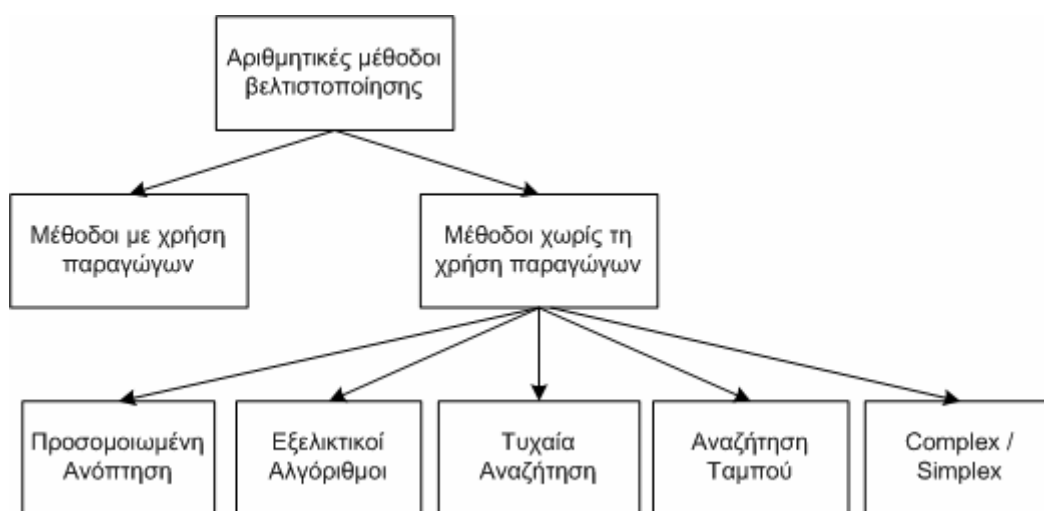 Αριθμητικές μέθοδοι
βελτιστοποίησης
Μέθοδοι με χρήση
παραγώγων
Μέθοδοι χωρίς τη
χρήση παραγώγων
Προσομοιωμένη
Ανόπτηση
Εξελικτικοί
Αλγόριθμοι
Τυχαία
Αναζήτηση
Αναζήτηση
Ταμπού
Complex /
Simplex